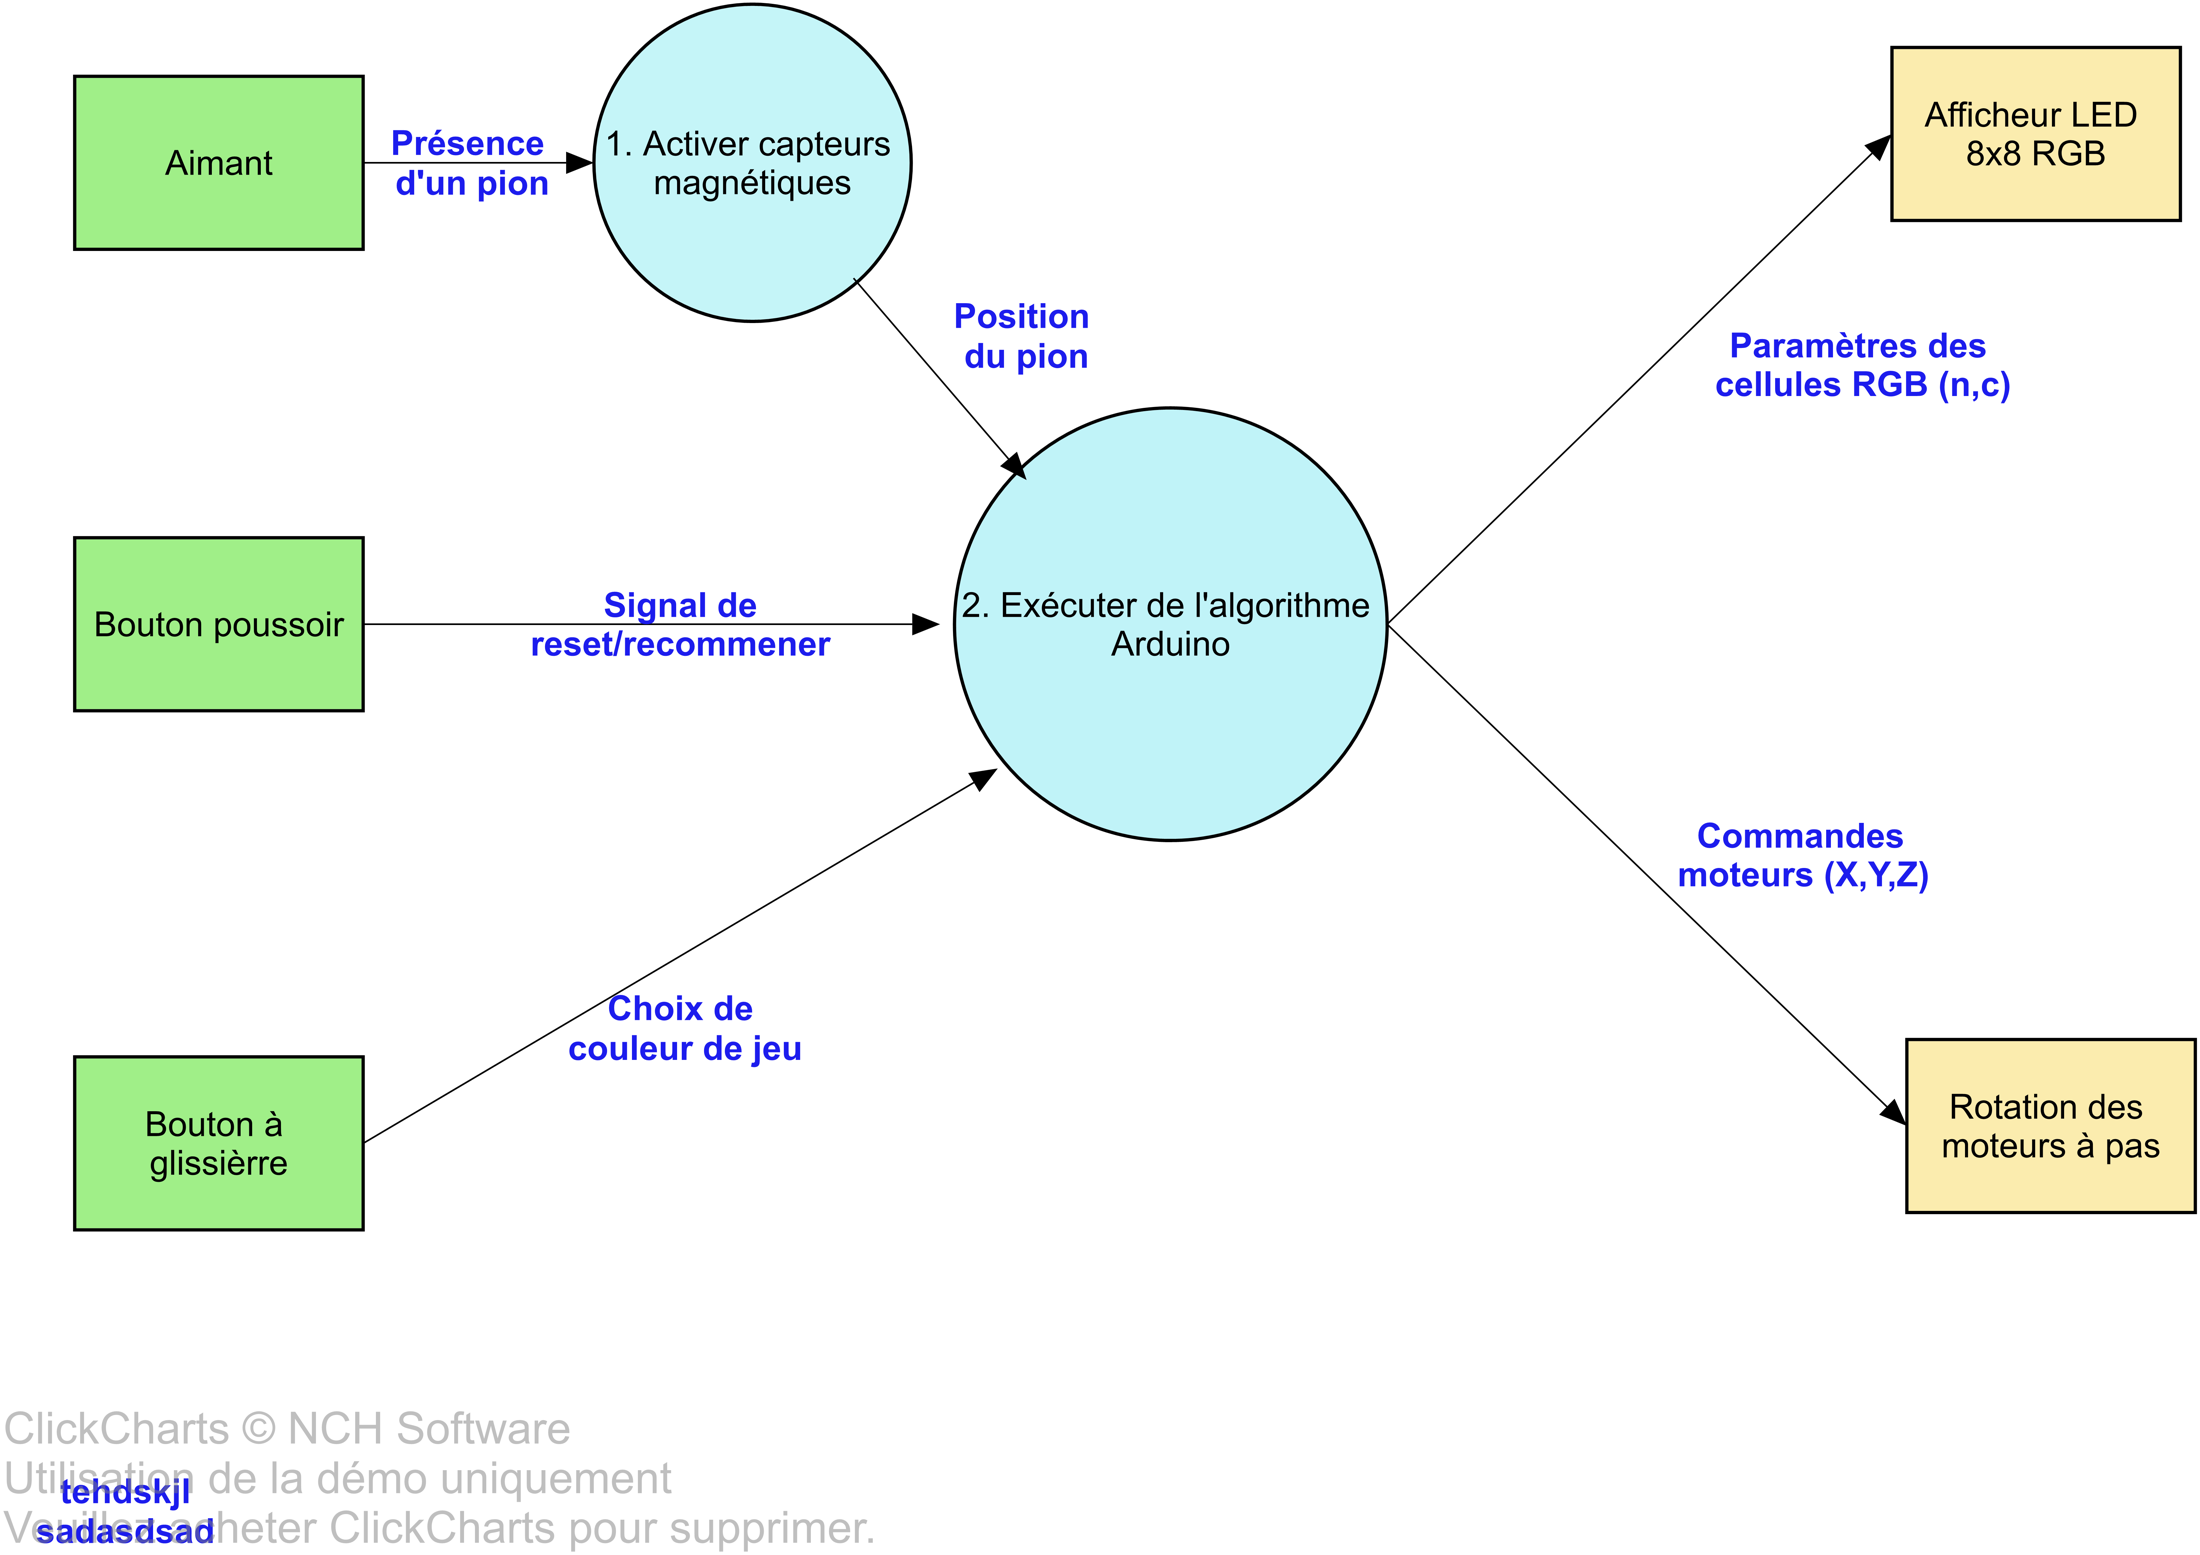 Aimant
Présence
d'un pion
1. Activer capteurs
magnétiques
Afficheur LED
8x8 RGB
Position
du pion
Paramètres des
cellules RGB (n,c)
Bouton poussoir
Signal de
reset/recommener
2. Exécuter de l'algorithme
Arduino
Commandes
moteurs (X,Y,Z)
Choix de
couleur de jeu
Bouton à
glissièrre
Rotation des
moteurs à pas
ClickCharts © NCH Software
Utilisation de la démo uniquement
tehdskjl
Veuillez acheter ClickCharts pour supprimer.
sadasdsad